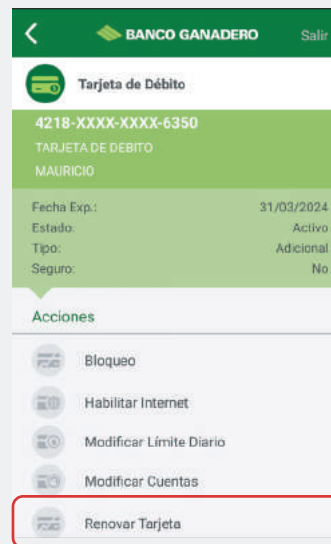 BANCO GANADERO Salir
Tarjeta de Débito
4218-XXXX-XXXX-6350
TARJETA DE DEBITO
MAURICIO
Fecha Exp.: 31/03/2024
Estado: Activo
Tipo: Adicional
Seguro: No
Acciones
Bloqueo
Habilitar Internet
Modificar Límite Diario
Modificar Cuentas
Renovar Tarjeta